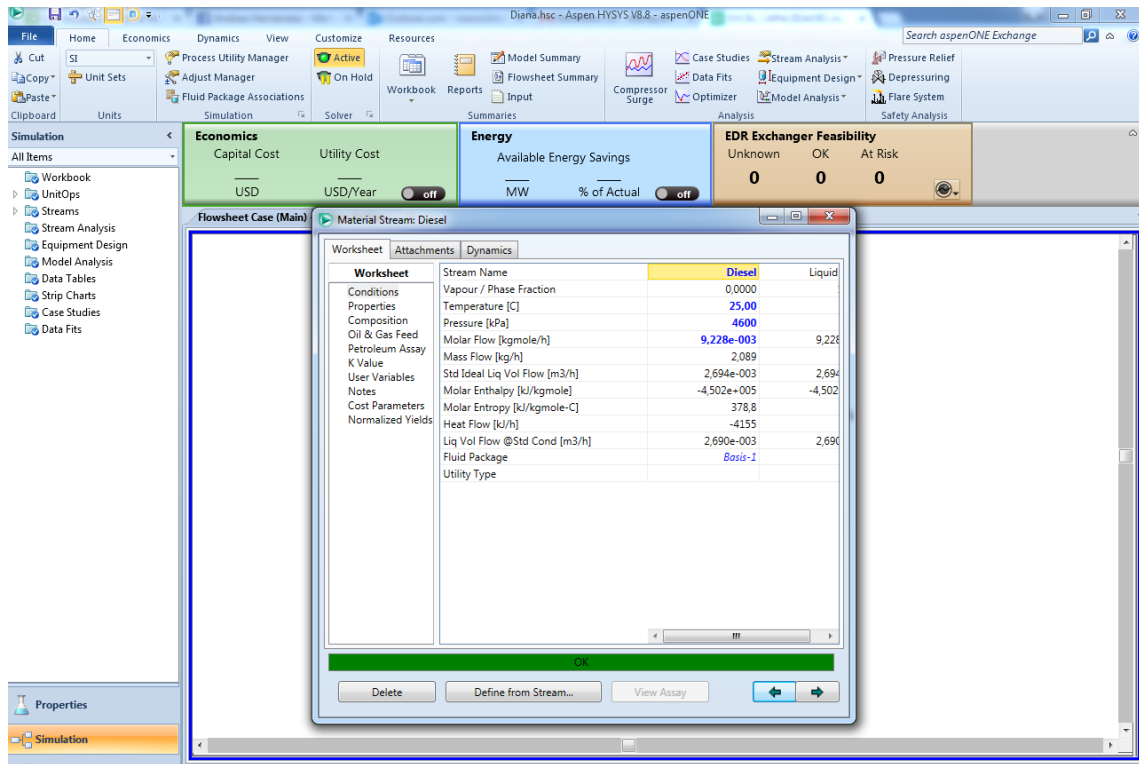 Diana.hsc - Aspen HYSYS V8.8 - aspenONE
File Home Economics Dynamics View Customize Resources Search aspenONE Exchange
Cut SI Process Utility Manager Active Model Summary Case Studies Stream Analysis Pressure Relief
Copy Unit Sets Adjust Manager On Hold Flowsheet Summary Data Fits Equipment Design Depressuring
Paste Fluid Package Associations Workbook Reports Input Compressor Surge Optimizer Model Analysis Flare System
Clipboard Units Simulation Solver Summaries Analysis Safety Analysis
Simulation
All Items
Workbook
UnitOps
Streams
Stream Analysis
Equipment Design
Model Analysis
Data Tables
Strip Charts
Case Studies
Data Fits
Properties
Simulation
Economics
Capital Cost Utility Cost
USD USD/Year off
Energy
Available Energy Savings
MW % of Actual off
EDR Exchanger Feasibility
Unknown OK At Risk
0 0 0
Flowsheet Case (Main)
Material Stream: Diesel
Worksheet Attachments Dynamics
Worksheet
Conditions
Properties
Composition
Oil & Gas Feed
Petroleum Assay
K Value
User Variables
Notes
Cost Parameters
Normalized Yields
Stream Name Diesel Liquid
Vapour / Phase Fraction 0,0000
Temperature [C] 25,00
Pressure [kPa] 4600
Molar Flow [kgmole/h] 9,228e-003 9,228
Mass Flow [kg/h] 2,089
Std Ideal Liq Vol Flow [m3/h] 2,694e-003 2,694
Molar Enthalpy [kJ/kgmole] -4,502e+005 -4,502
Molar Entropy [kJ/kgmole-C] 378,8
Heat Flow [kJ/h] -4155
Liq Vol Flow @Std Cond [m3/h] 2,690e-003 2,690
Fluid Package Basis-1
Utility Type
OK
Delete Define from Stream... View Assay